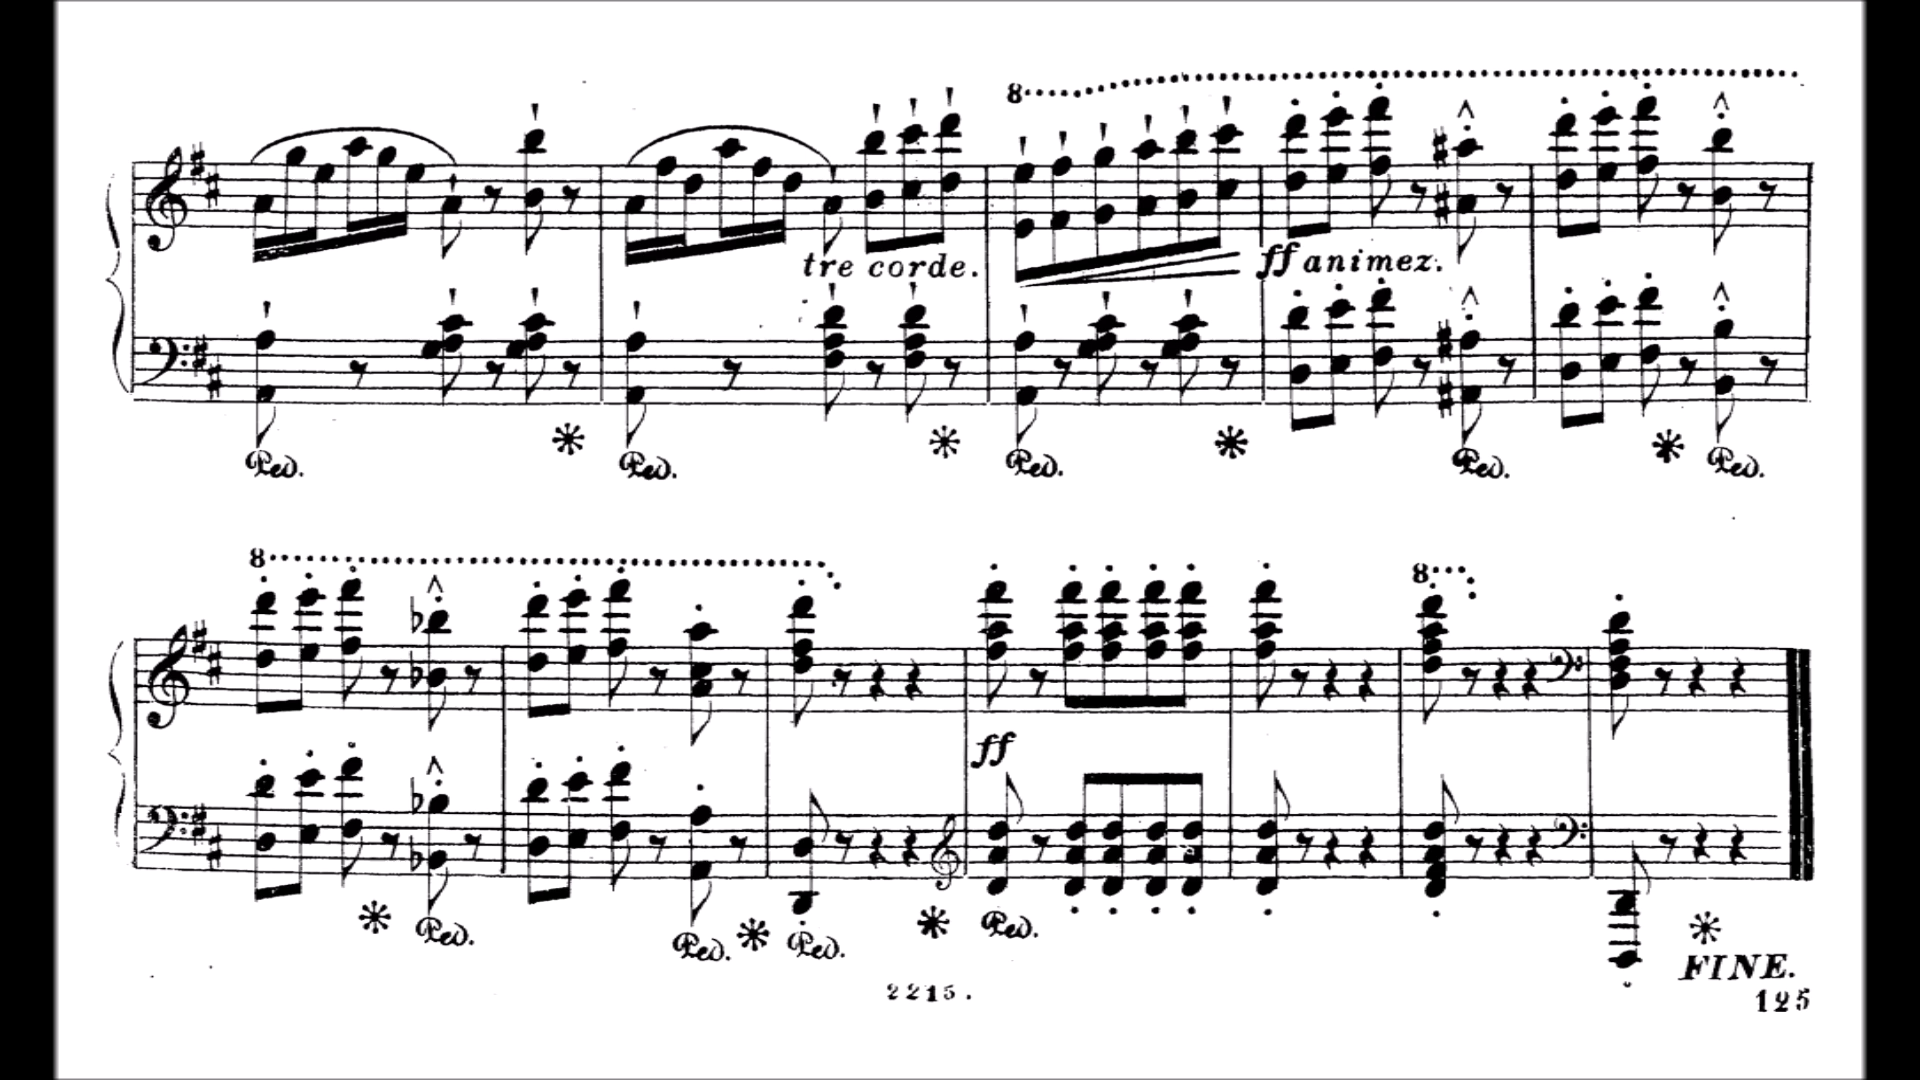 8
tre corde.
ff animez.
Ped. Ped. Ped. Ped. Ped.
8 8
ff
Ped. Ped. Ped. Ped.
FINE.
2215.
125